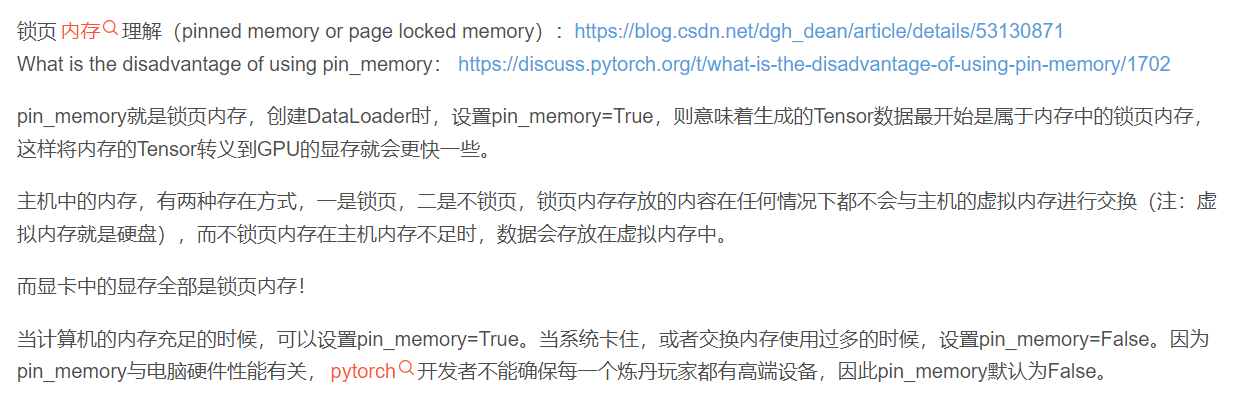 锁页内存理解（pinned memory or page locked memory）：https://blog.csdn.net/dgh_dean/article/details/53130871
What is the disadvantage of using pin_memory： https://discuss.pytorch.org/t/what-is-the-disadvantage-of-using-pin-memory/1702
pin_memory就是锁页内存，创建DataLoader时，设置pin_memory=True，则意味着生成的Tensor数据最开始是属于内存中的锁页内存，
这样将内存的Tensor转义到GPU的显存就会更快一些。
主机中的内存，有两种存在方式，一是锁页，二是不锁页，锁页内存存放的内容在任何情况下都不会与主机的虚拟内存进行交换（注：虚
拟内存就是硬盘），而不锁页内存在主机内存不足时，数据会存放在虚拟内存中。
而显卡中的显存全部是锁页内存！
当计算机的内存充足的时候，可以设置pin_memory=True。当系统卡住，或者交换内存使用过多的时候，设置pin_memory=False。因为
pin_memory与电脑硬件性能有关，pytorch开发者不能确保每一个炼丹玩家都有高端设备，因此pin_memory默认为False。